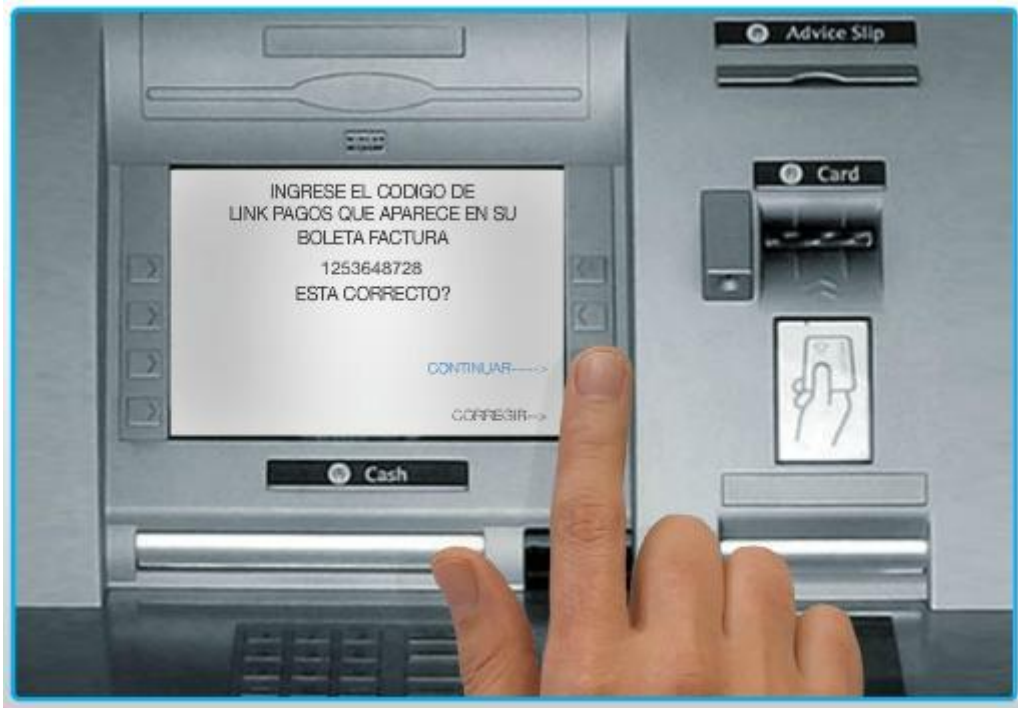 Advice Slip
Card
INGRESE EL CODIGO DE
LINK PAGOS QUE APARECE EN SU
BOLETA FACTURA
1253648728
ESTA CORRECTO?
CONTINUAR----->
CORREGIR-->
Cash